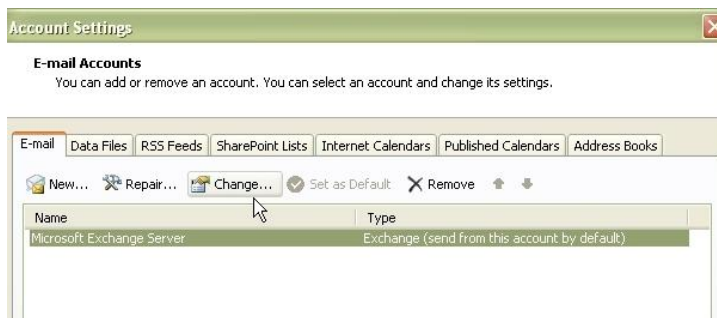 Account Settings
E-mail Accounts
You can add or remove an account. You can select an account and change its settings.
E-mail Data Files RSS Feeds SharePoint Lists Internet Calendars Published Calendars Address Books
New... Repair... Change... Set as Default Remove
Name Type
Microsoft Exchange Server Exchange (send from this account by default)